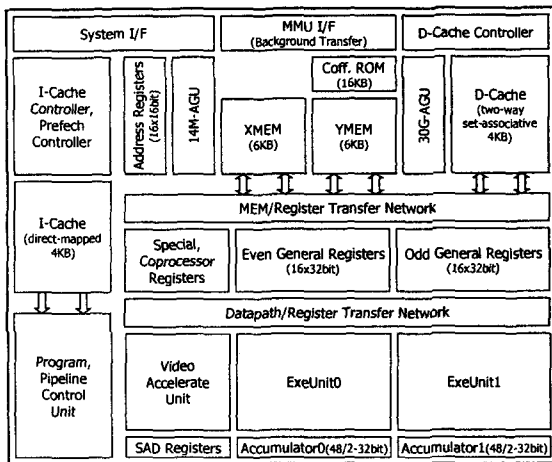 System I/F
MMU I/F
(Background Transfer)
D-Cache Controller
I-Cache
Controller,
Prefech
Controller
Address Registers
(16x16bit)
14M-AGU
Coff. ROM
(16KB)
XMEM
(6KB)
YMEM
(6KB)
30G-AGU
D-Cache
(two-way
set-associative
4KB)
MEM/Register Transfer Network
I-Cache
(direct-mapped
4KB)
Special,
Coprocessor
Registers
Even General Registers
(16x32bit)
Odd General Registers
(16x32bit)
Datapath/Register Transfer Network
Program,
Pipeline
Control
Unit
Video
Accelerate
Unit
ExeUnit0
ExeUnit1
SAD Registers
Accumulator0(48/2-32bit)
Accumulator1(48/2-32bit)